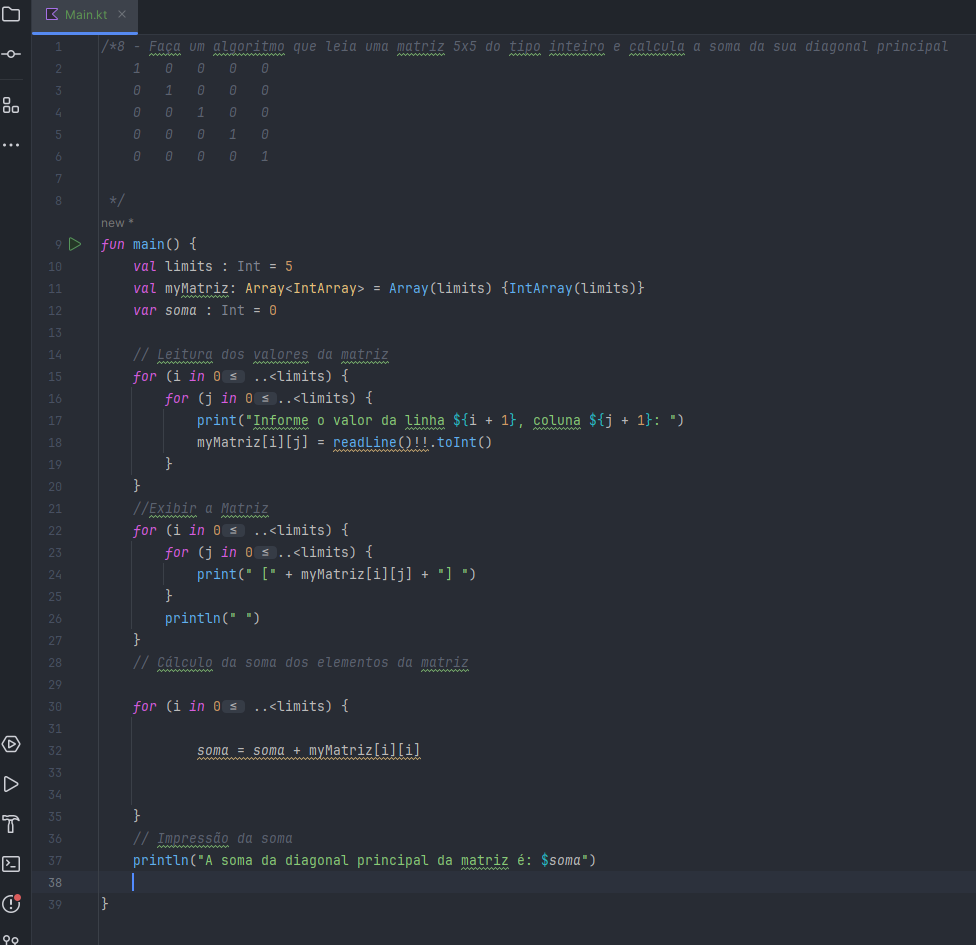 Main.kt
1 /*8 - Faça um algoritmo que leia uma matriz 5x5 do tipo inteiro e calcula a soma da sua diagonal principal
2     1   0   0   0   0
3     0   1   0   0   0
4     0   0   1   0   0
5     0   0   0   1   0
6     0   0   0   0   1
7
8  */
new *
9 fun main() {
10     val limits : Int = 5
11     val myMatriz: Array<IntArray> = Array(limits) {IntArray(limits)}
12     var soma : Int = 0
13
14     // Leitura dos valores da matriz
15     for (i in 0 ≤ ..<limits) {
16         for (j in 0 ≤ ..<limits) {
17             print("Informe o valor da linha ${i + 1}, coluna ${j + 1}: ")
18             myMatriz[i][j] = readLine()!!.toInt()
19         }
20     }
21     //Exibir a Matriz
22     for (i in 0 ≤ ..<limits) {
23         for (j in 0 ≤ ..<limits) {
24             print(" [" + myMatriz[i][j] + "] ")
25         }
26         println(" ")
27     }
28     // Cálculo da soma dos elementos da matriz
29
30     for (i in 0 ≤ ..<limits) {
31
32             soma = soma + myMatriz[i][i]
33
34
35     }
36     // Impressão da soma
37     println("A soma da diagonal principal da matriz é: $soma")
38
39 }